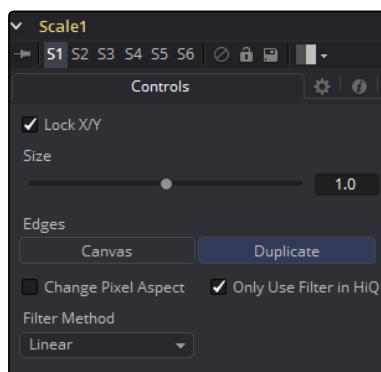 Scale1
S1 S2 S3 S4 S5 S6
Controls
Lock X/Y
Size
1.0
Edges
Canvas Duplicate
Change Pixel Aspect Only Use Filter in HiQ
Filter Method
Linear